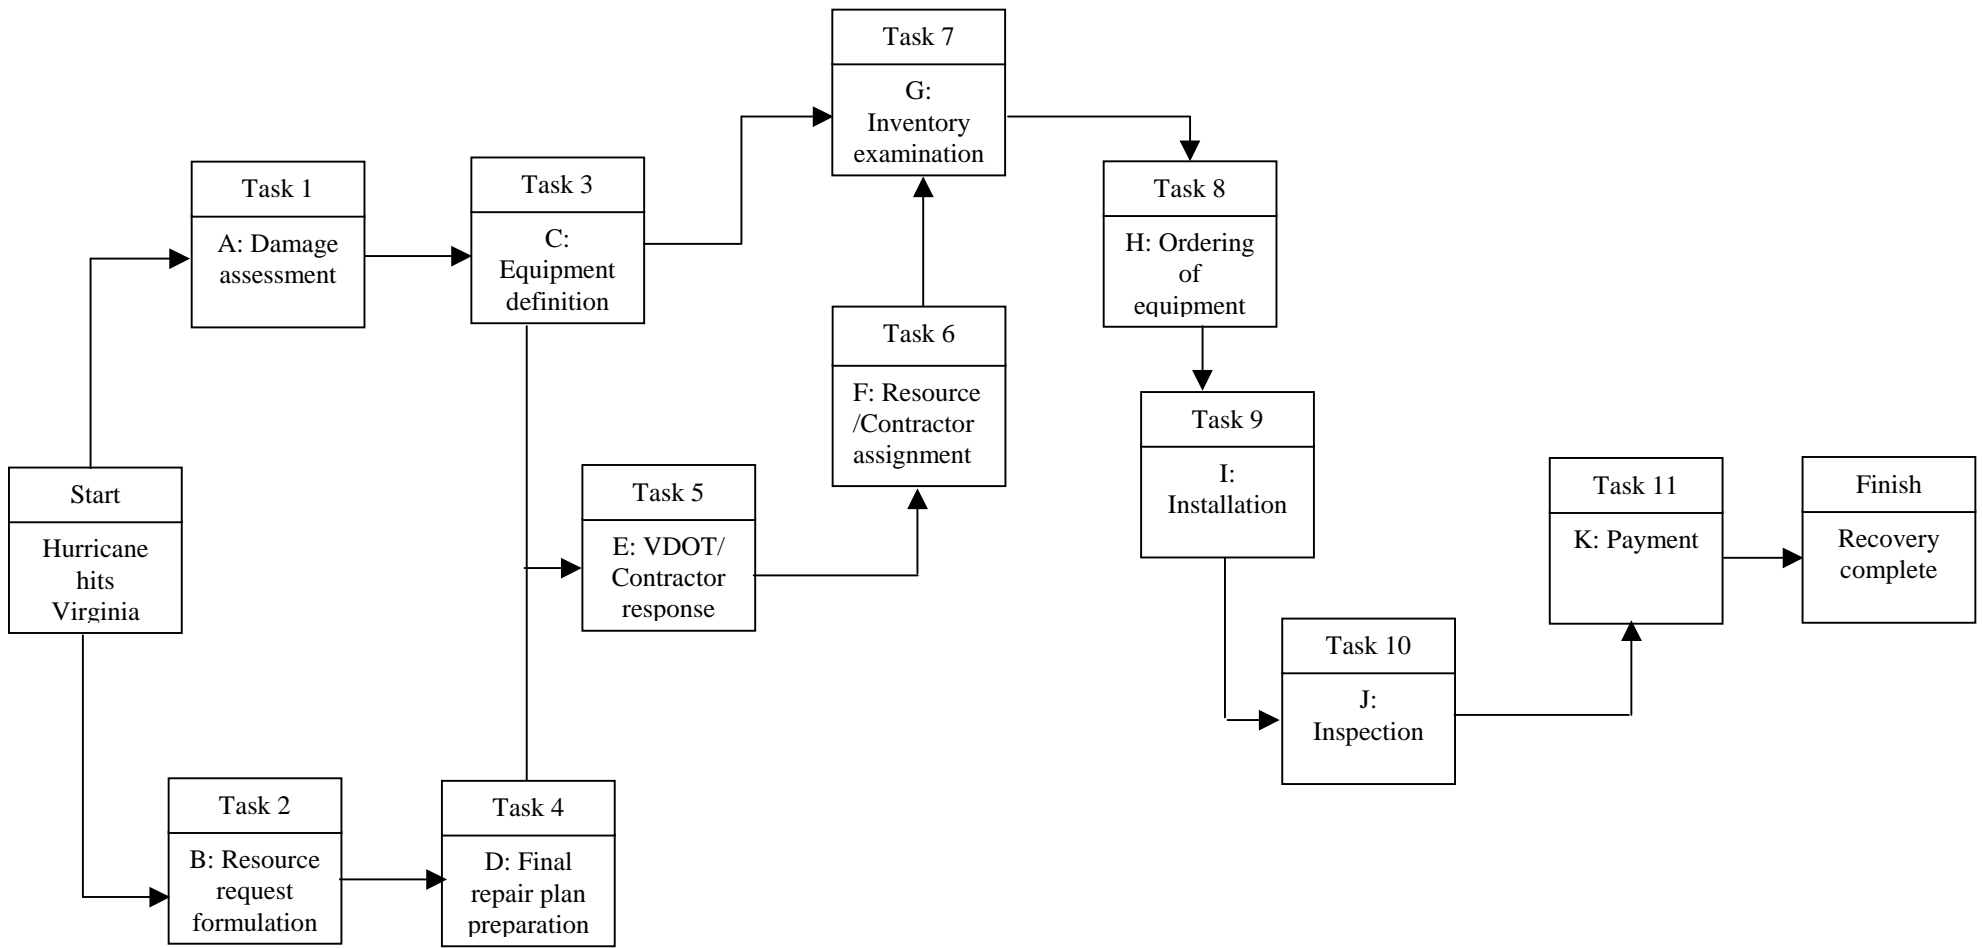 Task 7
G:
Inventory
examination
Task 1
A: Damage
assessment
Task 3
C:
Equipment
definition
Task 8
H: Ordering
of
equipment
Task 6
F: Resource
/Contractor
assignment
Task 9
I:
Installation
Start
Hurricane
hits
Virginia
Task 5
E: VDOT/
Contractor
response
Task 11
K: Payment
Finish
Recovery
complete
Task 10
J:
Inspection
Task 2
B: Resource
request
formulation
Task 4
D: Final
repair plan
preparation